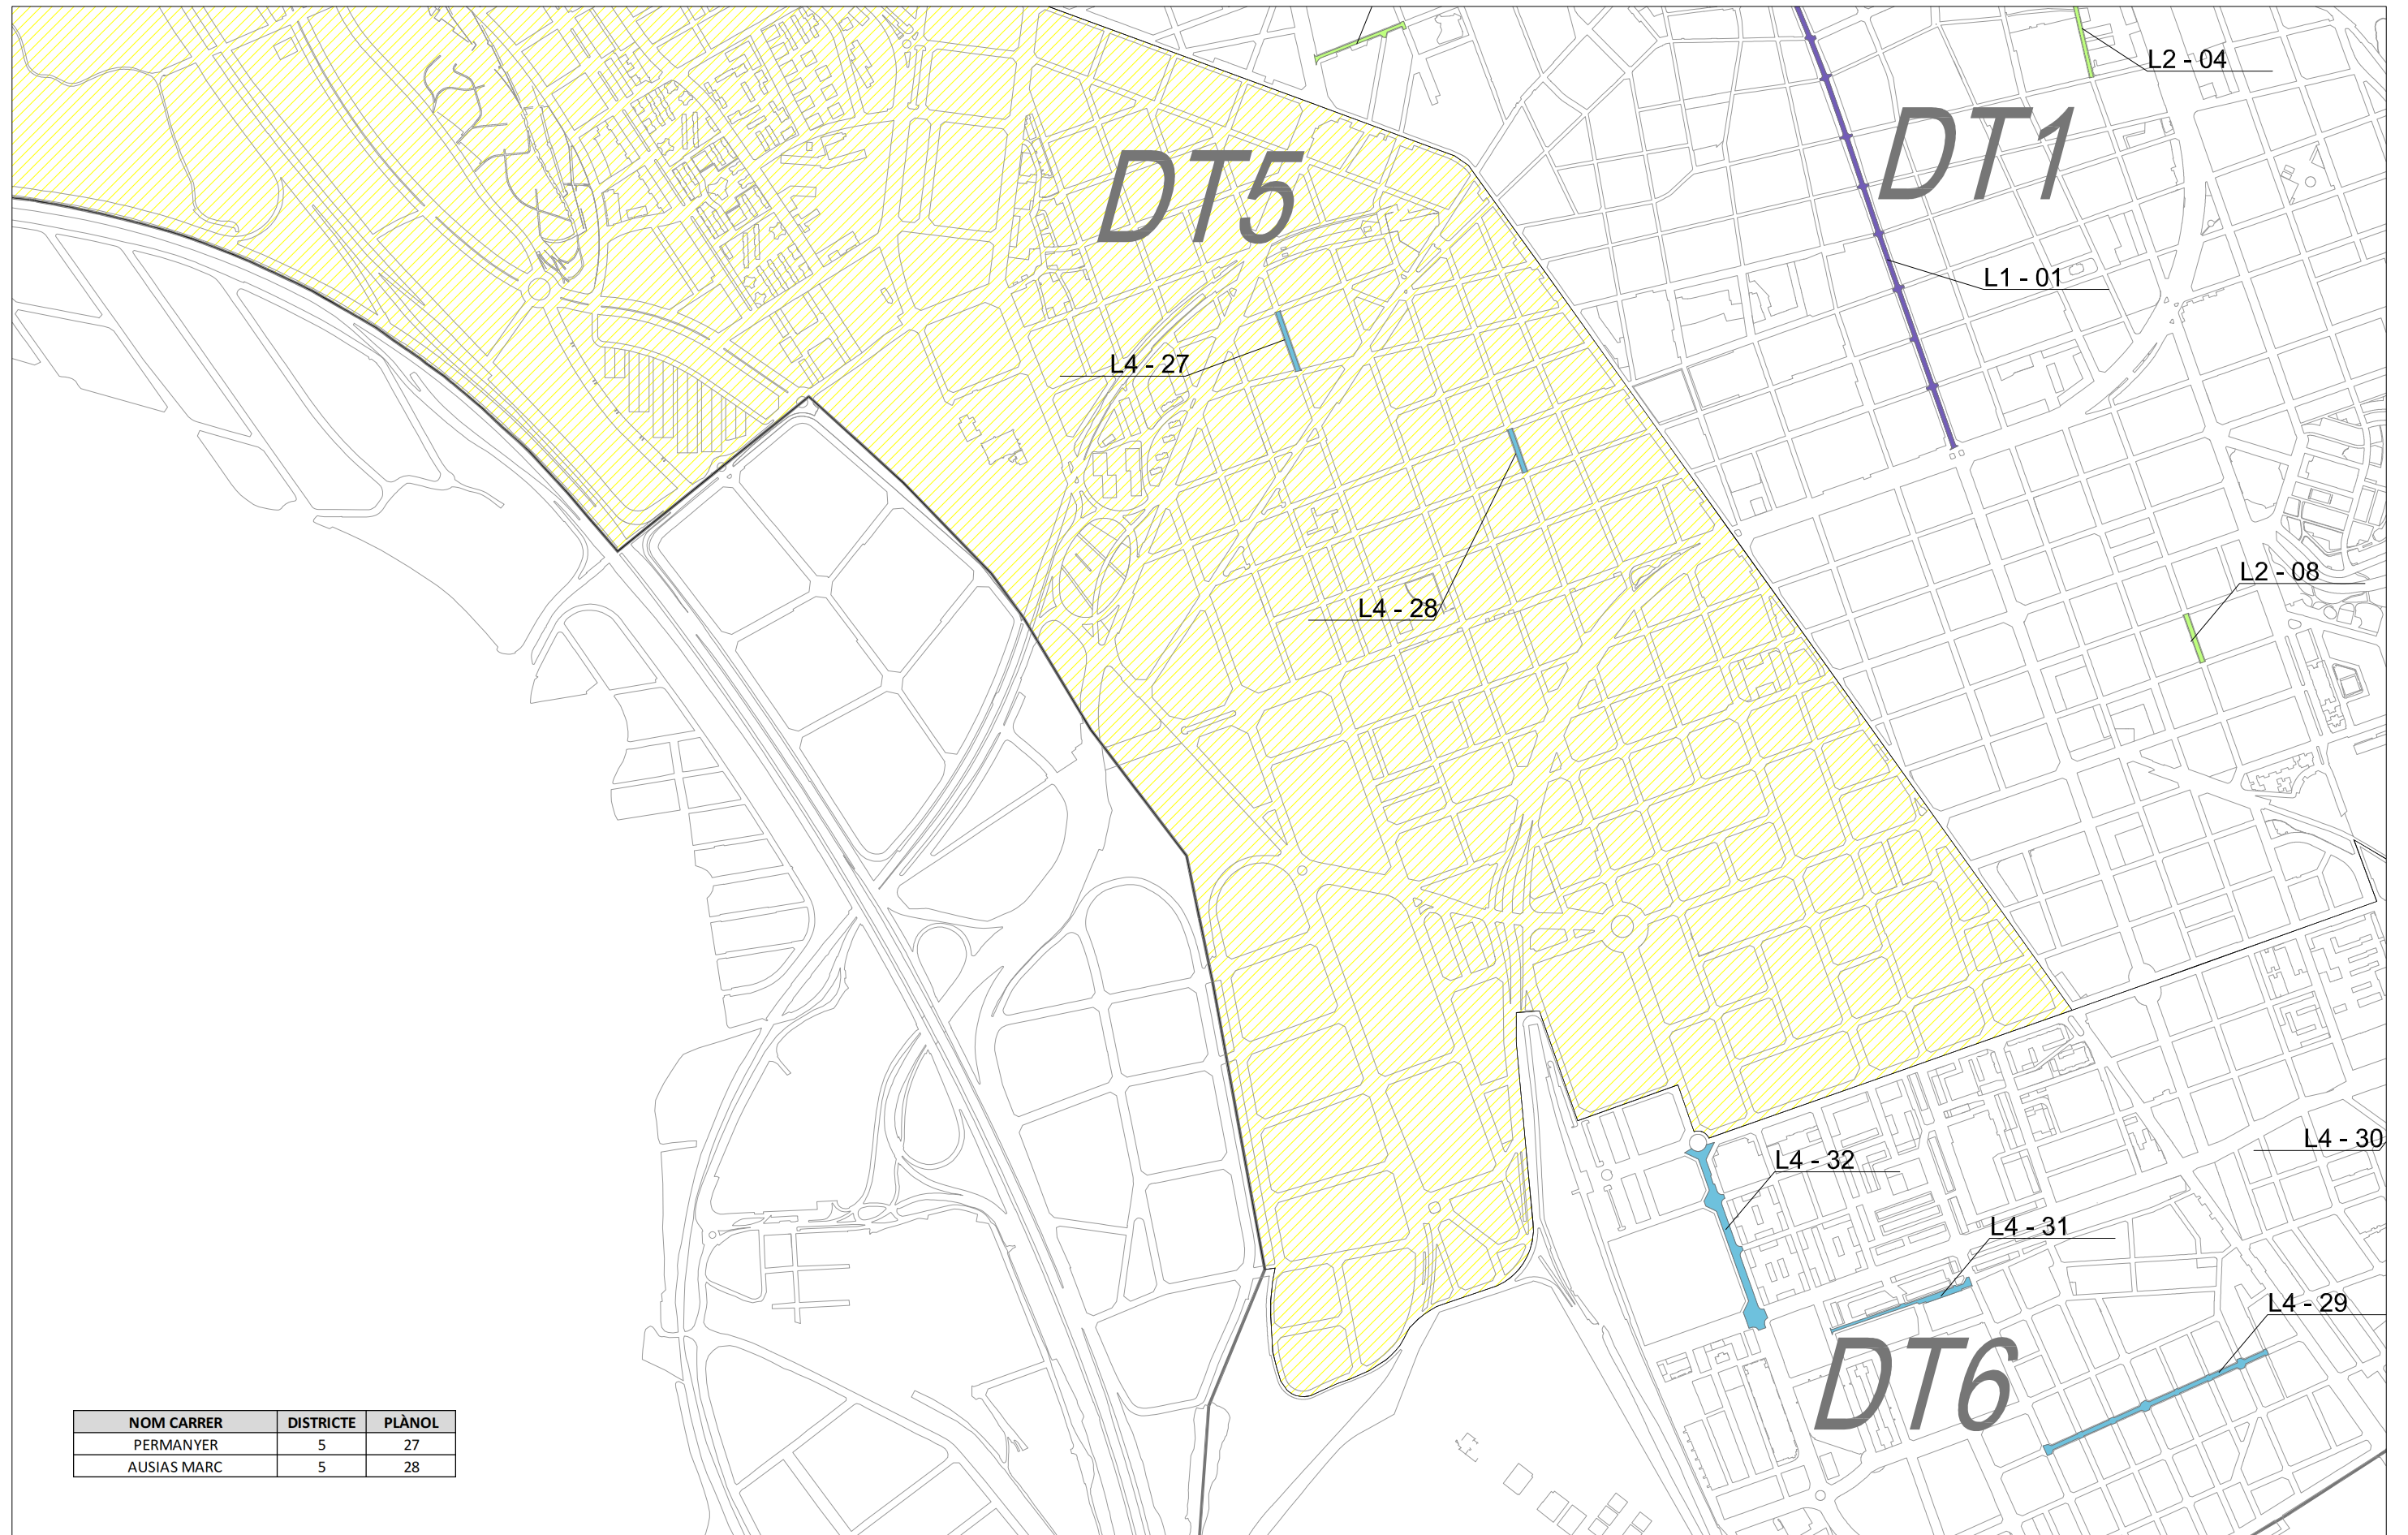 L2 - 04
DT1
DT5
L1 - 01
L4 - 27
L2 - 08
L4 - 28
L4 - 30
L4 - 32
L4 - 31
L4 - 29
DT6
NOM CARRER DISTRICTE PLÀNOL
PERMANYER 5 27
AUSIAS MARC 5 28